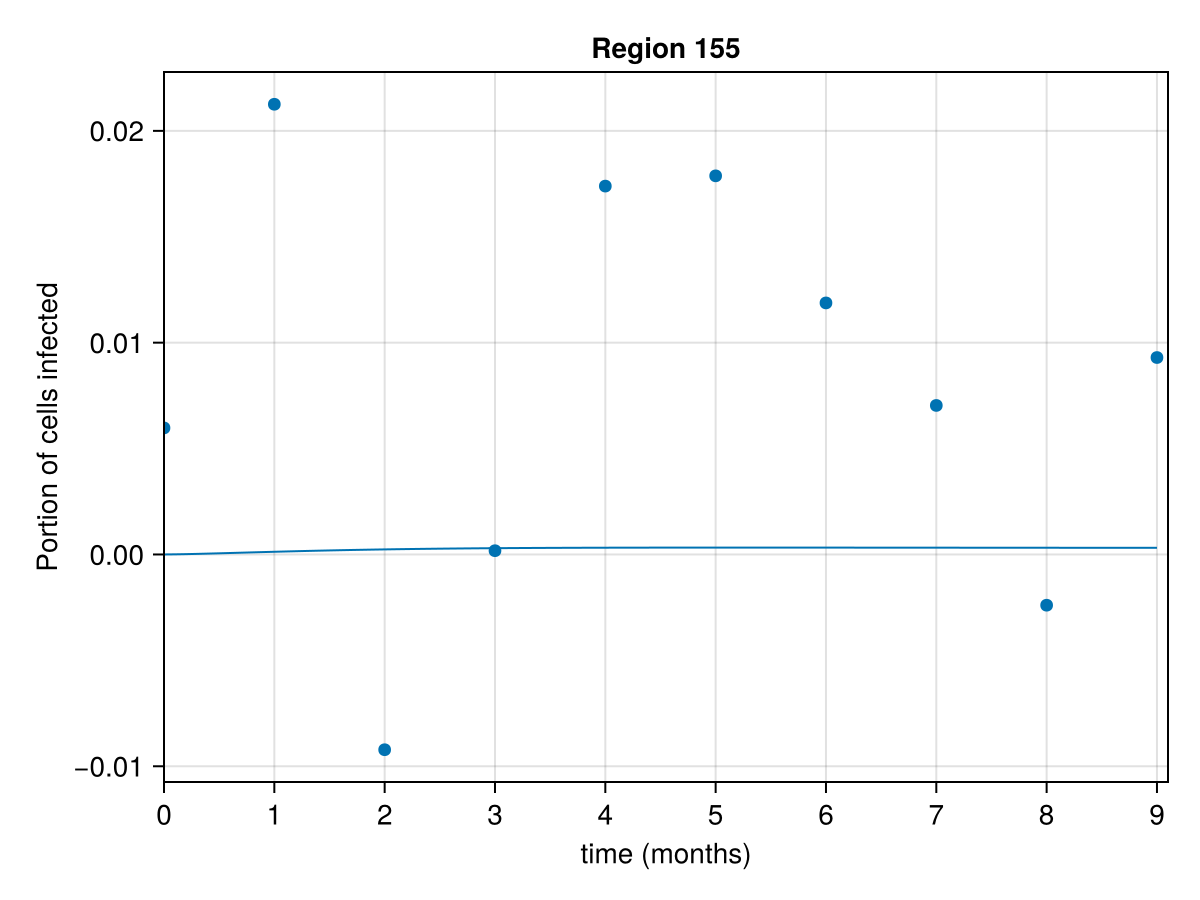 Region 155
Portion of cells infected
0.02
0.01
0.00
−0.01
0 1 2 3 4 5 6 7 8 9
time (months)